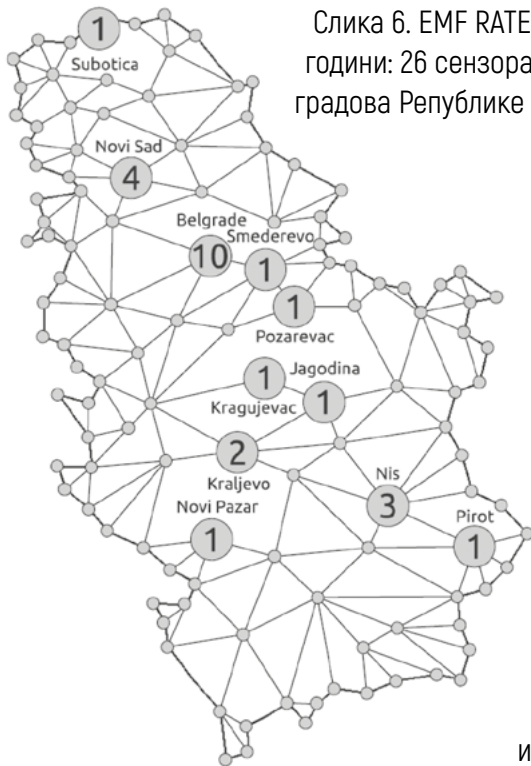 Слика 6. EMF RATE
години: 26 сензора
градова Републике
1
Subotica
Novi Sad
4
Belgrade
10
Smederevo
1
1
Pozarevac
Jagodina
1
1
Kragujevac
2
Kraljevo
Nis
3
Novi Pazar
1
Pirot
1
и